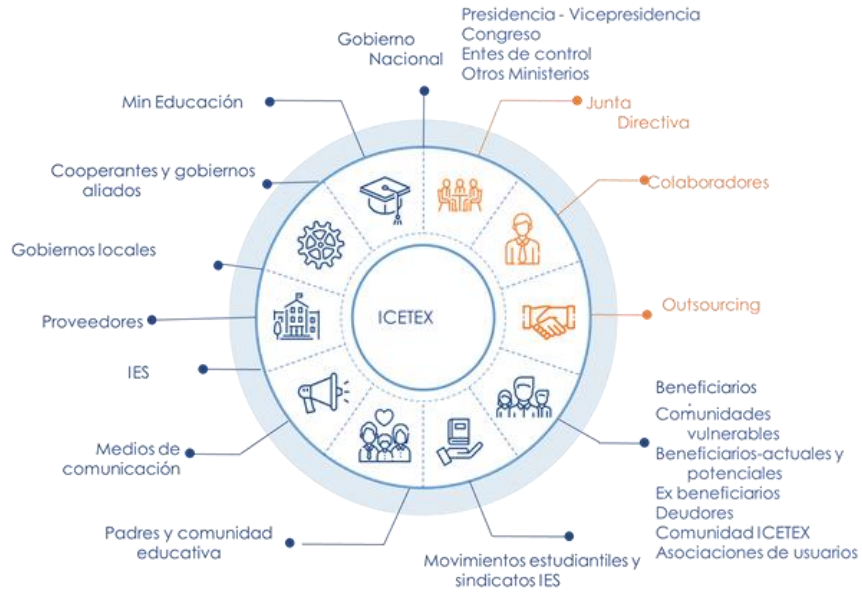 Presidencia - Vicepresidencia
Congreso
Entes de control
Otros Ministerios
Gobierno
Nacional
Min Educación
Junta
Directiva
Cooperantes y gobiernos
aliados
Colaboradores
Gobiernos locales
ICETEX
Outsourcing
Proveedores
IES
Beneficiarios
Comunidades
vulnerables
Beneficiarios-actuales y
potenciales
Ex beneficiarios
Deudores
Comunidad ICETEX
Asociaciones de usuarios
Medios de
comunicación
Padres y comunidad
educativa
Movimientos estudiantiles y
sindicatos IES